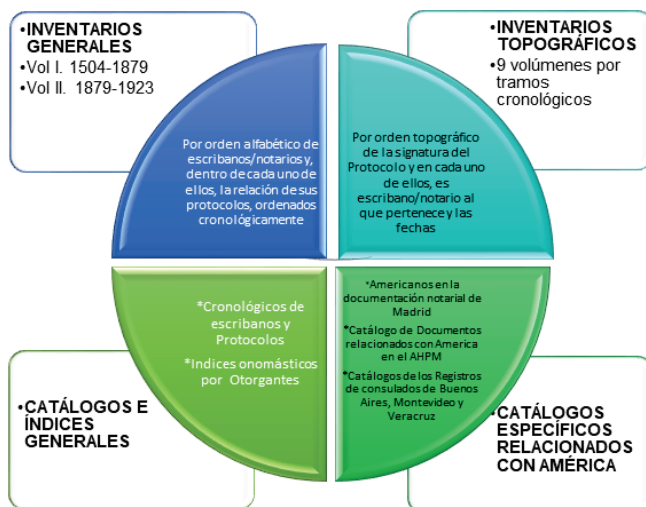 •INVENTARIOS
GENERALES
•Vol I. 1504-1879
•Vol II. 1879-1923
•INVENTARIOS
TOPOGRÁFICOS
•9 volúmenes por
tramos
cronológicos
Por orden alfabético de
escribanos/notarios y,
dentro de cada uno de
ellos, la relación de sus
protocolos, ordenados
cronológicamente
Por orden topográfico
de la signatura del
Protocolo y en cada uno
de ellos, es
escribano/notario al
que pertenece y las
fechas
*Cronológicos de
escribanos y
Protocolos
*Indices onomásticos
por Otorgantes
*Americanos en la
documentación notarial de
Madrid
*Catálogo de Documentos
relacionados con America
en el AHPM
*Catálogos de los Registros
de consulados de Buenos
Aires, Montevideo y
Veracruz
•CATÁLOGOS E
ÍNDICES
GENERALES
•CATÁLOGOS
ESPECÍFICOS
RELACIONADOS
CON AMÉRICA